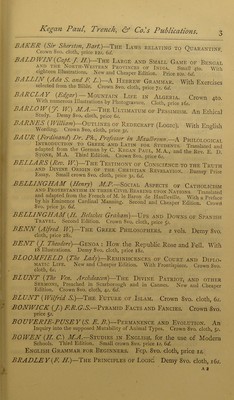 Kegan Paul, Trench, & Co.'s Publications. 5
BAKER (Sir Sherston, Bart.)—THE LAWS RELATING TO QUARANTINE.
Crown 8vo. cloth, price 12s. 6d.
BALDWIN (Capt. J. H.)—THE LARGE AND SMALL GAME OF BENGAL
AND THE NORTH-WESTERN PROVINCES OF INDIA. Small 4to. With
eighteen Illustrations. New and Cheaper Edition. Price 10s. 6d.
BALLIN (Ada S. and F. L.)—A HEBREW GRAMMAR. With Exercises
selected from the Bible. Crown 8vo. cloth, price 7s. 6d.
BARCLAY (Edgar)—MOUNTAIN LIFE IN ALGERIA. Crown 4to.
With numerous Illustrations by Photogravure. Cloth, price 16s.
BARLOW (J. W.) M.A.—THE ULTIMATUM OF PESSIMISM. An Ethical
Study. Demy 8vo. cloth, price 6s.
BARNES (William)—OUTLINES OF REDECRAFT (LOGIC). With English
Wording. Crown 8vo. cloth, price 3s.
BAUR (Ferdinand) Dr. Ph., Professor in Maulbronn.—A PHILOLOGICAL
INTRODUCTION TO GREEK AND LATIN FOR STUDENTS. Translated and
adapted from the German by C. KEGAN PAUL, M.A., and the Rev. E. D.
STONE, M.A. Third Edition. Crown 8vo. price 6s.
BELLARS (Rev. W.)—THE TESTIMONY OF CONSCIENCE TO THE TRUTH
AND DIVINE ORIGIN OF THE CHRISTIAN REVELATION. Burney Prize
Essay. Small crown 8vo. cloth, price 3s. 6d.
BELLINGHAM (Henry) M.P.—SOCIAL ASPECTS OF CATHOLICISM
AND PROTESTANTISM IN THEIR CIVIL BEARING UPON NATIONS. Translated
and adapted from the French of M. le Baron de Haulleville. With a Preface
by his Eminence Cardinal Manning. Second and Cheaper Edition. Crown
8vo. price 3s. 6d.
BELLINGHAM (H. Belsches Graham)—UPS AND DOWNS OF SPANISH
TRAVEL. Second Edition. Crown 8vo. cloth, price 5s.
BENN (Alfred W.)—THE GREEK PHILOSOPHERS. 2 vols. Demy 8vo.
cloth, price 28s.
BENT (J. Theodore)—GENOA: How the Republic Rose and Fell. With
18 Illustrations. Demy 8vo. cloth, price 18s.
BLOOMFIELD (The Lady)—REMINISCENCES OF COURT AND DIPLO-
MATIC LIFE. New and Cheaper Edition. With Frontispiece. Crown 8vo.
cloth, price 6s.
BLUNT (The Ven. Archdeacon)—THE DIVINE PATRIOT, AND OTHER
SERMONS, Preached in Scarborough and in Cannes. New and Cheaper
Edition. Crown 8vo. cloth, 4s. 6d.
BLUNT (Wilfrid S.)—THE FUTURE OF ISLAM. Crown 8vo. cloth, 6s.
BONWICK (J.) F.R.G.S.—PYRAMID FACTS AND FANCIES. Crown 8vo.
price 5s.
BOUVERIE-PUSEY (S. E. B.)—PERMANENCE AND EVOLUTION. An
Inquiry into the supposed Mutability of Animal Types. Crown 8vo. cloth, 5s.
BOWEN (H. C.) M.A.—STUDIES IN ENGLISH, for the use of Modern
Schools. Third Edition. Small crown 8vo. price 1s. 6d.
ENGLISH GRAMMAR FOR BEGINNERS. Fcp. 8vo. cloth, price 1s.
BRADLEY (F. H.)—THE PRINCIPLES OF LOGIC. Demy 8vo. cloth, 16s.